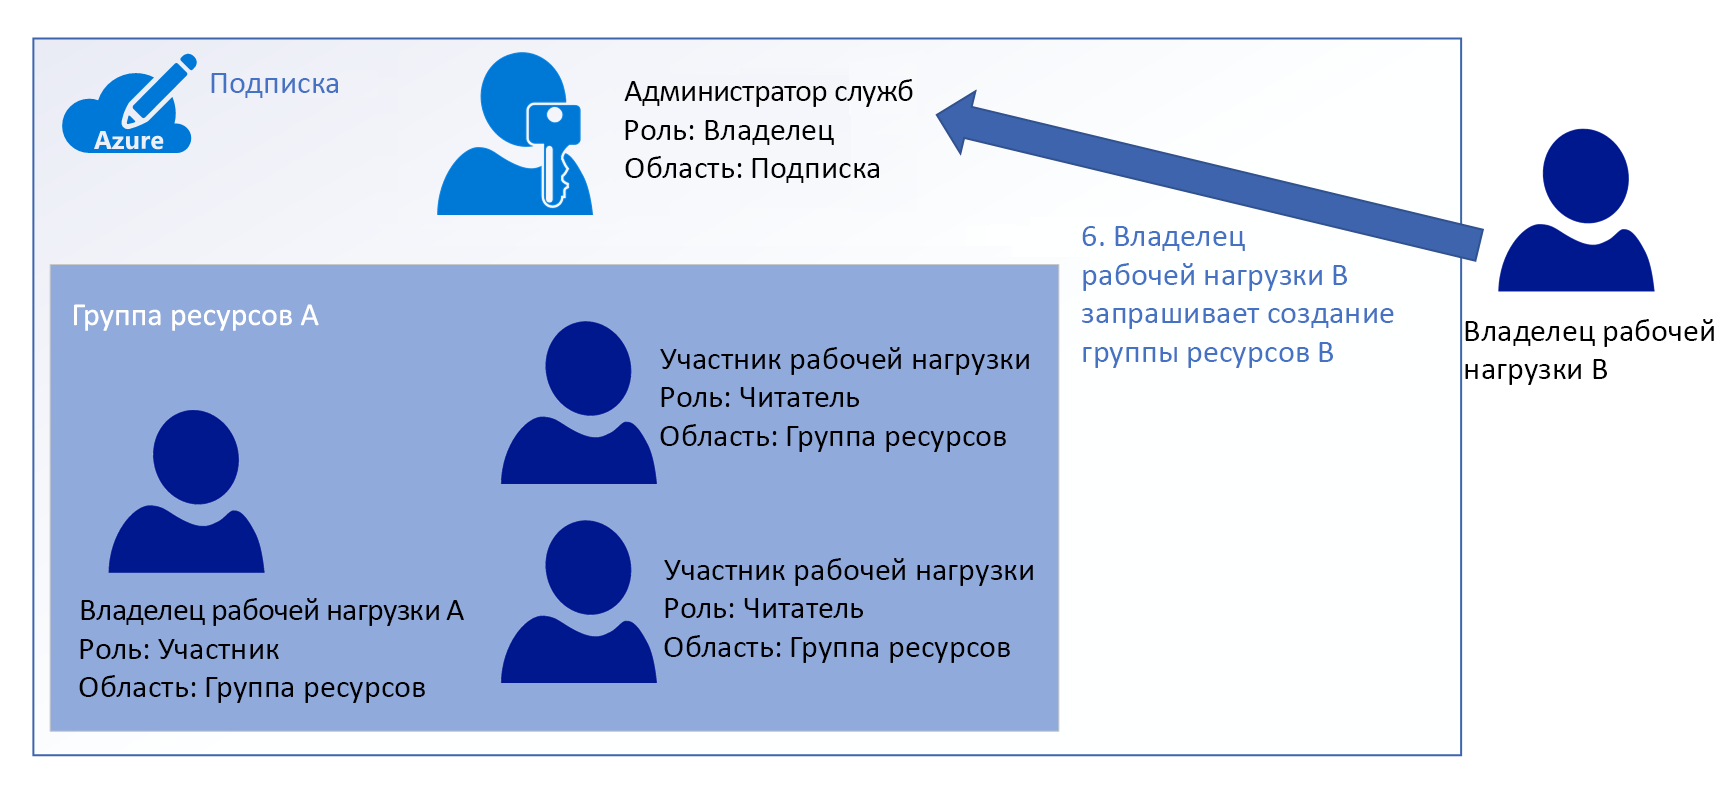 Azure
Подписка
Администратор служб
Роль: Владелец
Область: Подписка
6. Владелец
рабочей нагрузки B
запрашивает создание
группы ресурсов B
Владелец рабочей
нагрузки B
Группа ресурсов A
Участник рабочей нагрузки
Роль: Читатель
Область: Группа ресурсов
Участник рабочей нагрузки
Роль: Читатель
Область: Группа ресурсов
Владелец рабочей нагрузки A
Роль: Участник
Область: Группа ресурсов